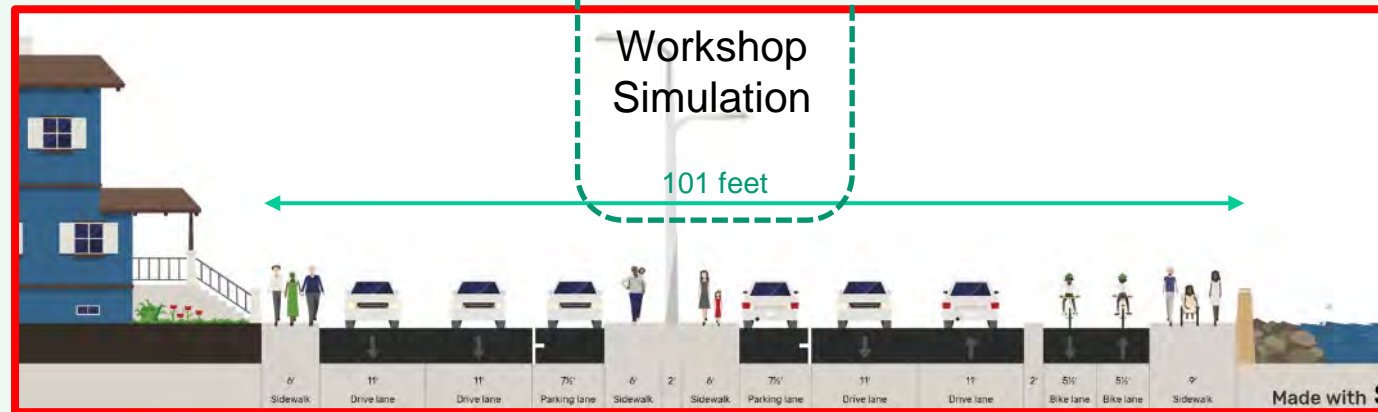 Workshop
Simulation
101 feet
6' 11' 11' 7½' 6' 2' 6' 7½' 11' 11' 2' 5½' 5½' 9'
Sidewalk Drive lane Drive lane Parking lane Sidewalk Sidewalk Parking lane Drive lane Drive lane Bike lane Bike lane Sidewalk
Made with S